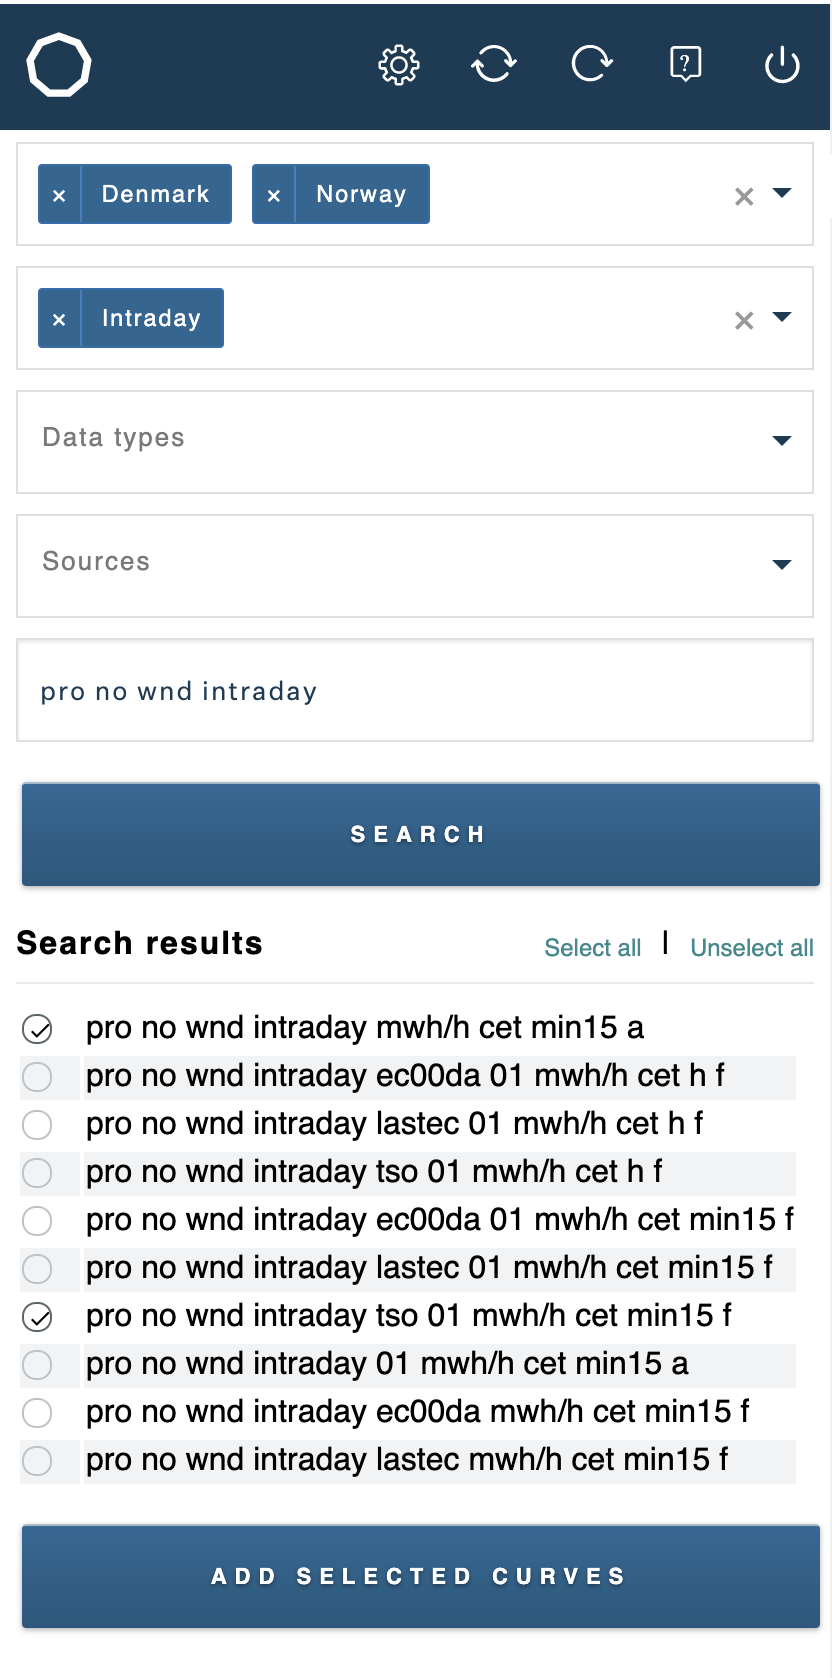 ?
× Denmark × Norway ×
× Intraday ×
Data types
Sources
pro no wnd intraday
SEARCH
Search results Select all | Unselect all
pro no wnd intraday mwh/h cet min15 a
pro no wnd intraday ec00da 01 mwh/h cet h f
pro no wnd intraday lastec 01 mwh/h cet h f
pro no wnd intraday tso 01 mwh/h cet h f
pro no wnd intraday ec00da 01 mwh/h cet min15 f
pro no wnd intraday lastec 01 mwh/h cet min15 f
pro no wnd intraday tso 01 mwh/h cet min15 f
pro no wnd intraday 01 mwh/h cet min15 a
pro no wnd intraday ec00da mwh/h cet min15 f
pro no wnd intraday lastec mwh/h cet min15 f
ADD SELECTED CURVES